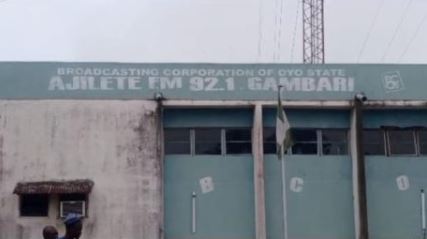 BROADCASTING CORPORATION OF OYO STATE
AJILETE FM 92.1. GAMBARI
B C O